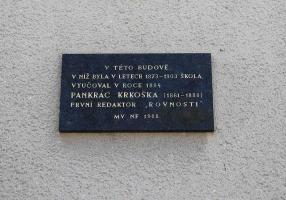 V TÉTO BUDOVĚ,
V NÍŽ BYLA V LETECH 1873-1903 ŠKOLA,
VYUČOVAL V ROCE 1884
PANKRÁC KRKOŠKA (1861-1888)
PRVNÍ REDAKTOR „ROVNOSTI"
MV NF 1988